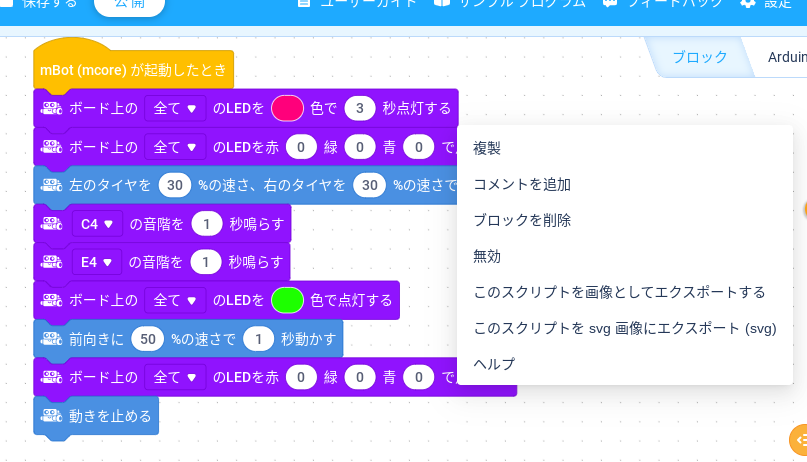 保存する 公 開 ユーザーガイド サンプルプログラム フィードバック 設定
ブロック Arduin
mBot (mcore) が起動したとき
ボード上の 全て のLEDを 色で 3 秒点灯する
ボード上の 全て のLEDを赤 0 緑 0 青 0 で
左のタイヤを 30 %の速さ、右のタイヤを 30 %の速さで
C4 の音階を 1 秒鳴らす
E4 の音階を 1 秒鳴らす
ボード上の 全て のLEDを 色で点灯する
前向きに 50 %の速さで 1 秒動かす
ボード上の 全て のLEDを赤 0 緑 0 青 0 で
動きを止める
複製
コメントを追加
ブロックを削除
無効
このスクリプトを画像としてエクスポートする
このスクリプトを svg 画像にエクスポート (svg)
ヘルプ